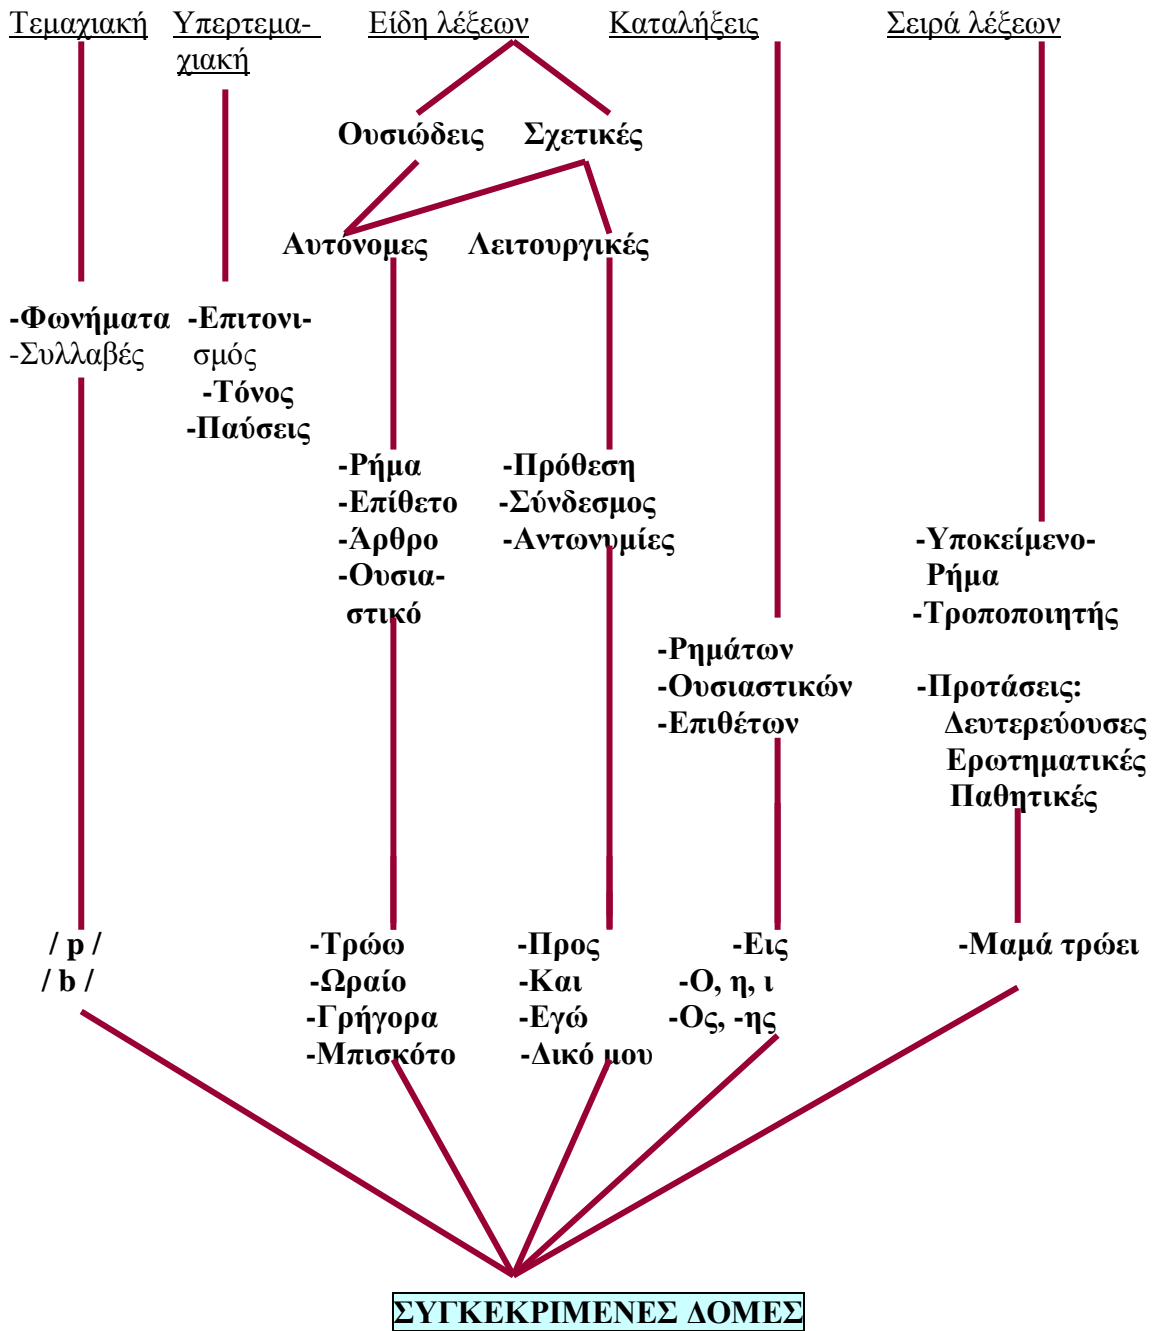 Τεμαχιακή Υπερτεμα- Είδη λέξεων Καταλήξεις Σειρά λέξεων
χιακή
Ουσιώδεις Σχετικές
Αυτόνομες Λειτουργικές
-Φωνήματα -Επιτονι-
-Συλλαβές σμός
-Τόνος
-Παύσεις
-Ρήμα -Πρόθεση
-Επίθετο -Σύνδεσμος
-Άρθρο -Αντωνυμίες -Υποκείμενο-
-Ουσια- Ρήμα
στικό -Τροποποιητής
-Ρημάτων
-Ουσιαστικών -Προτάσεις:
-Επιθέτων Δευτερεύουσες
Ερωτηματικές
Παθητικές
/ p / -Τρώω -Προς -Εις -Μαμά τρώει
/ b / -Ωραίο -Και -Ο, η, ι
-Γρήγορα -Εγώ -Ος, -ης
-Μπισκότο -Δικό μου
ΣΥΓΚΕΚΡΙΜΕΝΕΣ ΔΟΜΕΣ